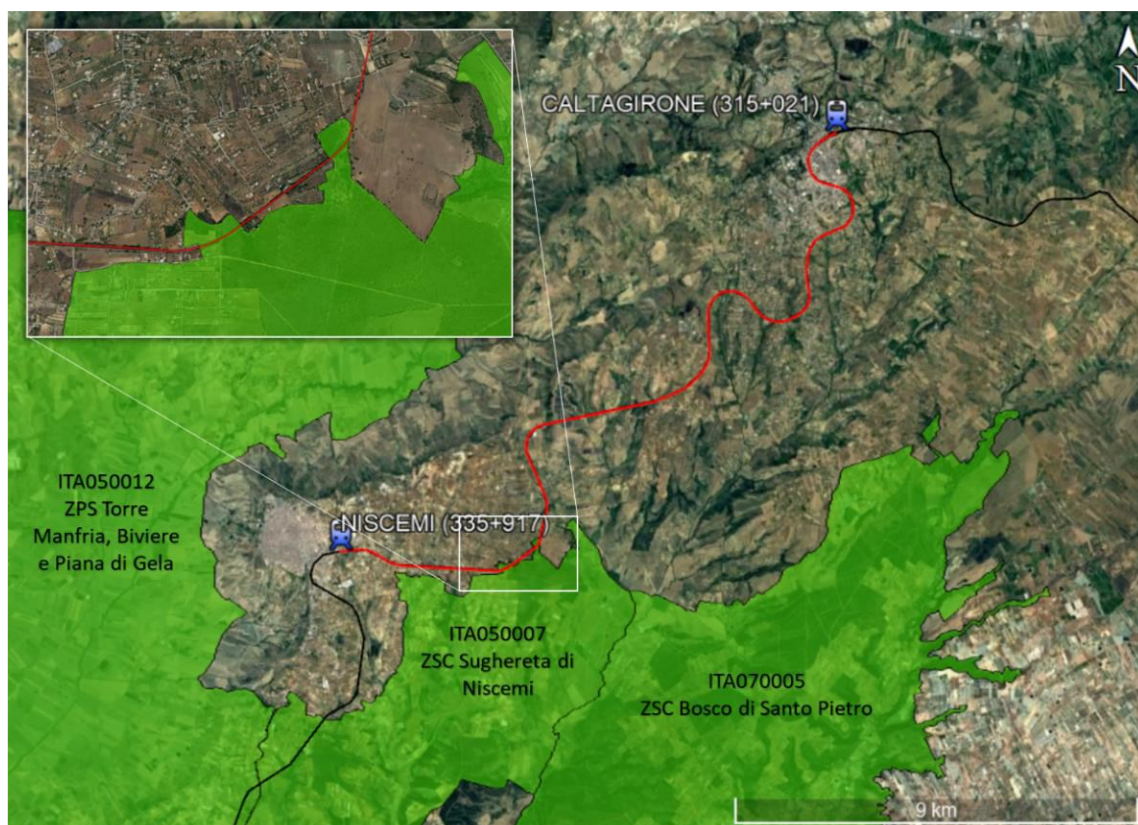 CALTAGIRONE (315+021)
N
ITA050012
ZPS Torre
Manfria, Biviere
e Piana di Gela
NISCEMI (335+917)
ITA050007
ZSC Sughereta di
Niscemi
ITA070005
ZSC Bosco di Santo Pietro
9 km